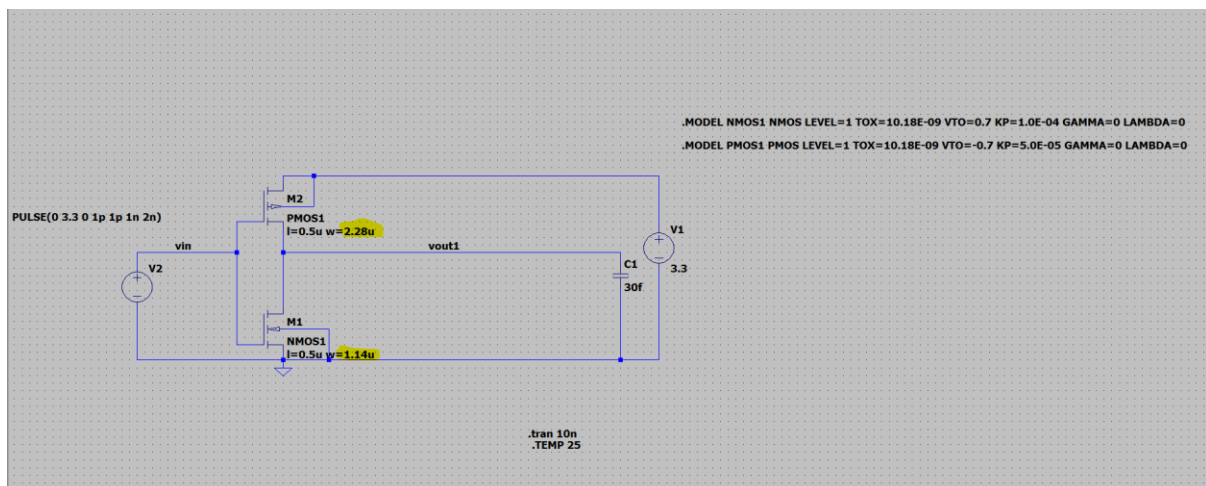 .MODEL NMOS1 NMOS LEVEL=1 TOX=10.18E-09 VTO=0.7 KP=1.0E-04 GAMMA=0 LAMBDA=0
.MODEL PMOS1 PMOS LEVEL=1 TOX=10.18E-09 VTO=-0.7 KP=5.0E-05 GAMMA=0 LAMBDA=0
M2
PULSE(0 3.3 0 1p 1p 1n 2n)
PMOS1
l=0.5u w=2.28u
V1
vin
vout1
V2
C1
3.3
30f
M1
NMOS1
l=0.5u w=1.14u
.tran 10n
.TEMP 25